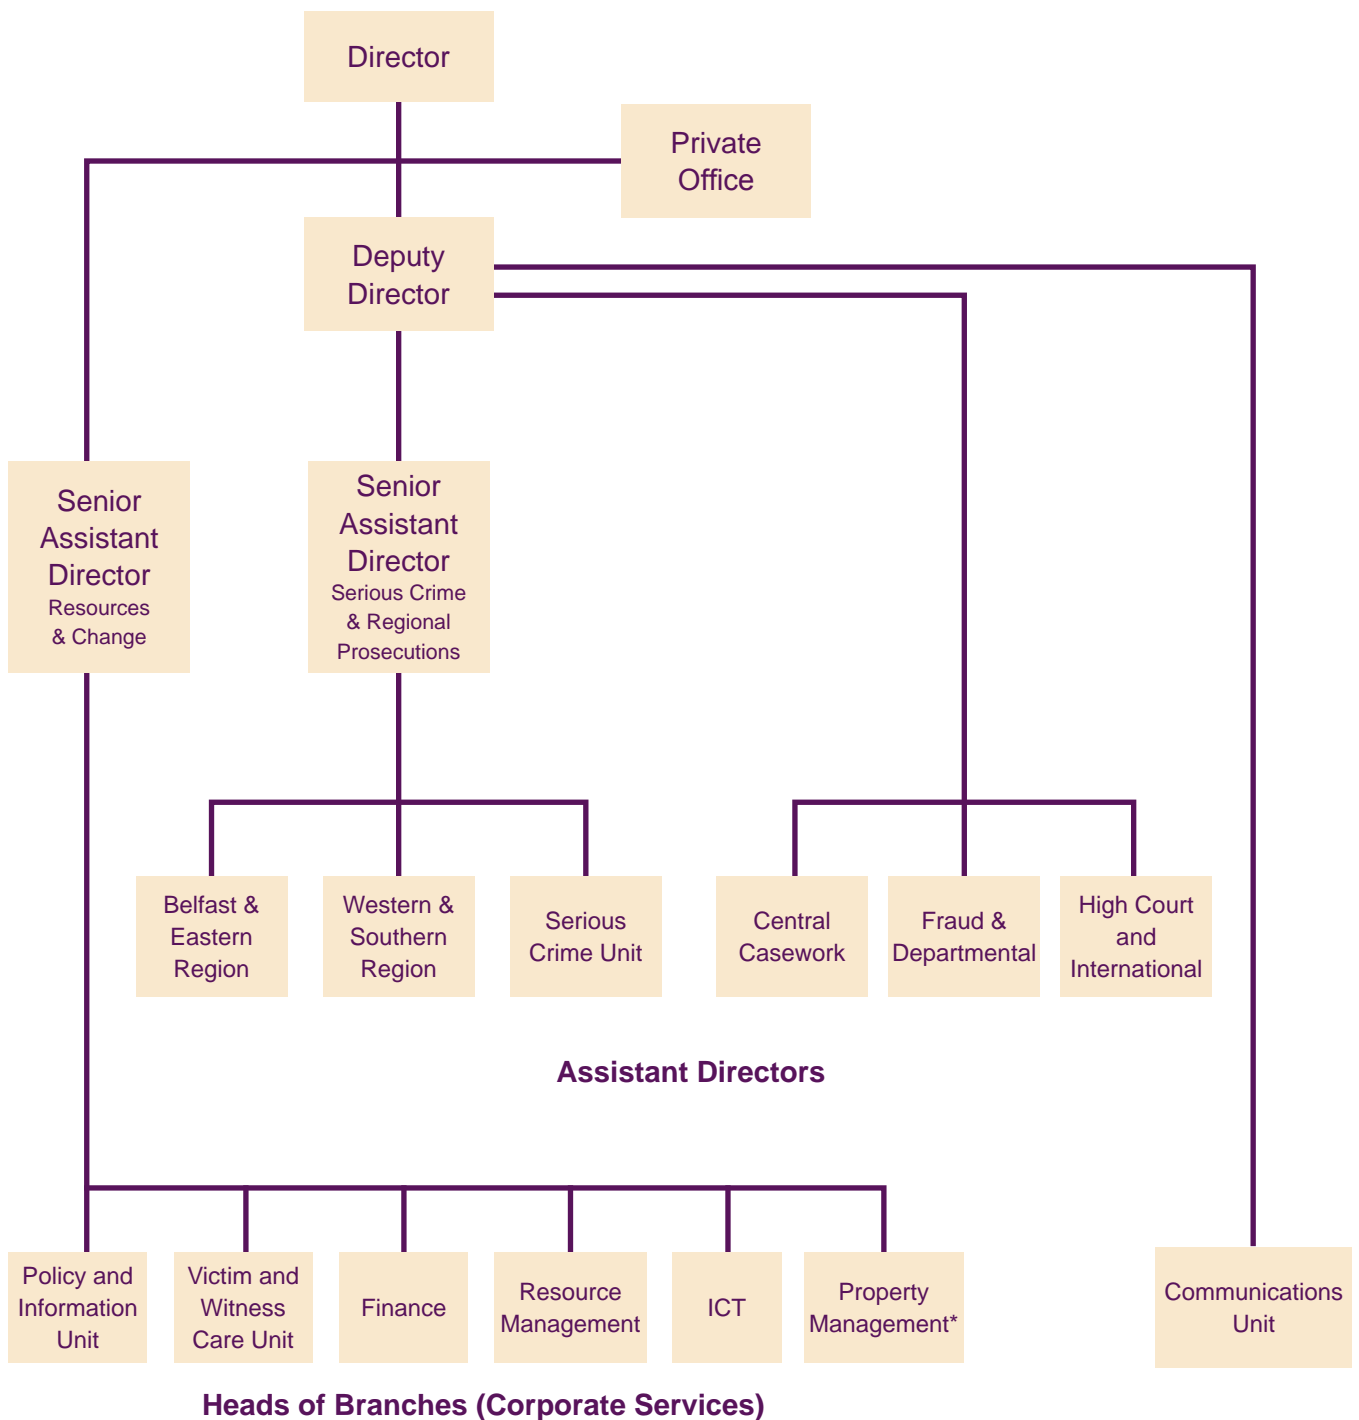 Director
Private
Office
Deputy
Director
Senior
Assistant
Director
Resources
& Change
Senior
Assistant
Director
Serious Crime
& Regional
Prosecutions
Belfast &
Eastern
Region
Western &
Southern
Region
Serious
Crime Unit
Central
Casework
Fraud &
Departmental
High Court
and
International
Assistant Directors
Policy and
Information
Unit
Victim and
Witness
Care Unit
Finance
Resource
Management
ICT
Property
Management*
Communications
Unit
Heads of Branches (Corporate Services)